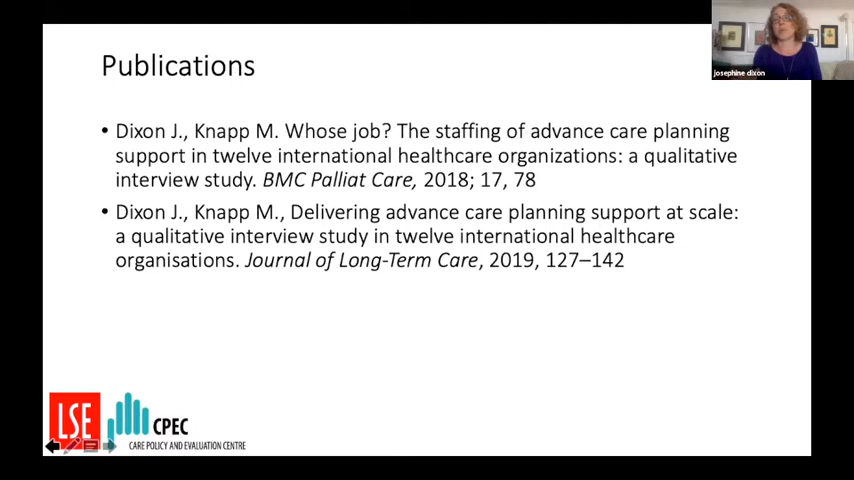 josephine dixon
Publications
• Dixon J., Knapp M. Whose job? The staffing of advance care planning
support in twelve international healthcare organizations: a qualitative
interview study. BMC Palliat Care, 2018; 17, 78
• Dixon J., Knapp M., Delivering advance care planning support at scale:
a qualitative interview study in twelve international healthcare
organisations. Journal of Long-Term Care, 2019, 127–142
LSE
CPEC
CARE POLICY AND EVALUATION CENTRE